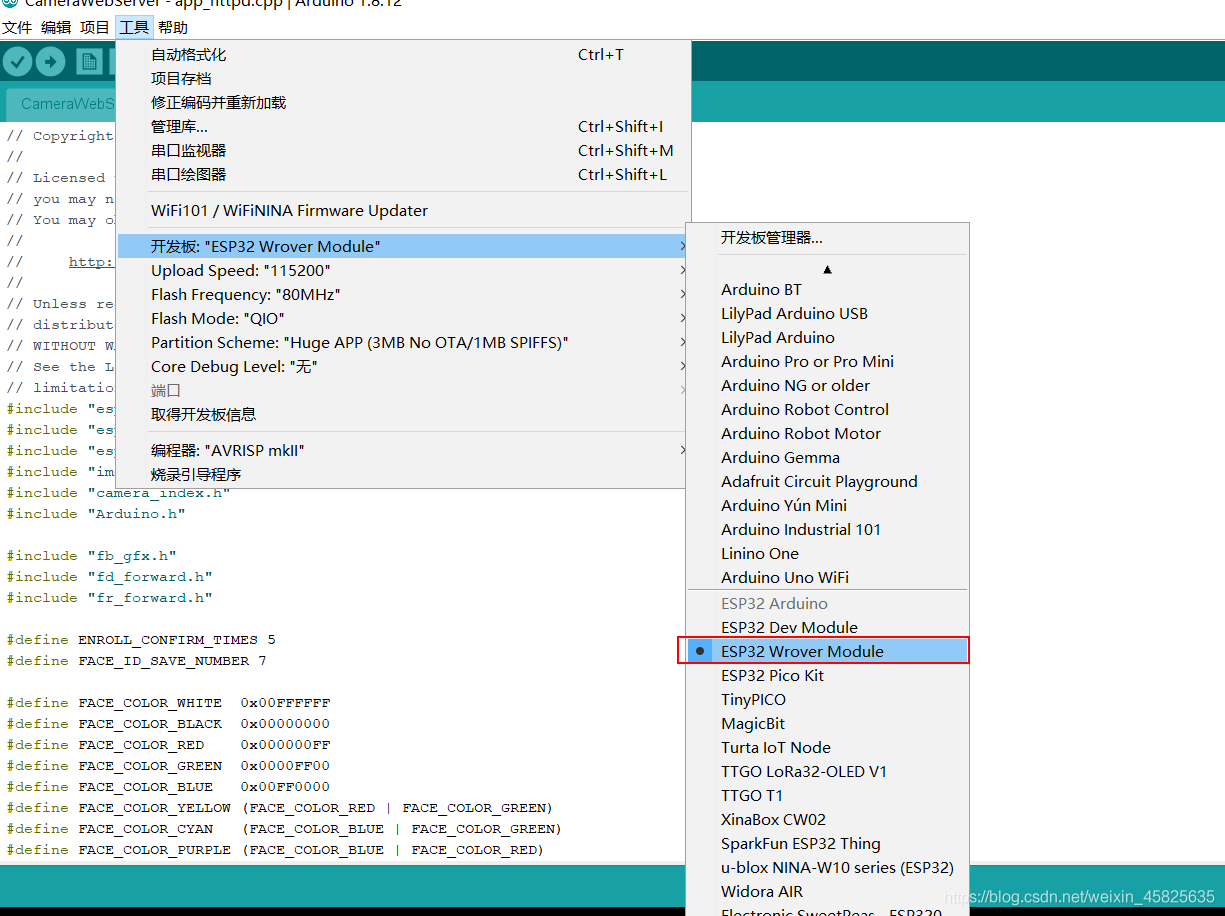 CameraWebServer - app_httpd.cpp | Arduino 1.8.12
文件 编辑 项目 工具 帮助
自动格式化 Ctrl+T
项目存档
修正编码并重新加载
管理库... Ctrl+Shift+I
串口监视器 Ctrl+Shift+M
串口绘图器 Ctrl+Shift+L
WiFi101 / WiFiNINA Firmware Updater
开发板: "ESP32 Wrover Module"
Upload Speed: "115200"
Flash Frequency: "80MHz"
Flash Mode: "QIO"
Partition Scheme: "Huge APP (3MB No OTA/1MB SPIFFS)"
Core Debug Level: "无"
端口
取得开发板信息
编程器: "AVRISP mkII"
烧录引导程序
开发板管理器...
Arduino BT
LilyPad Arduino USB
LilyPad Arduino
Arduino Pro or Pro Mini
Arduino NG or older
Arduino Robot Control
Arduino Robot Motor
Arduino Gemma
Adafruit Circuit Playground
Arduino Yún Mini
Arduino Industrial 101
Linino One
Arduino Uno WiFi
ESP32 Arduino
ESP32 Dev Module
ESP32 Wrover Module
ESP32 Pico Kit
TinyPICO
MagicBit
Turta IoT Node
TTGO LoRa32-OLED V1
TTGO T1
XinaBox CW02
SparkFun ESP32 Thing
u-blox NINA-W10 series (ESP32)
Widora AIR
Electronic SweetPeas - ESP320
CameraWebS
// Copyright
//
// Licensed
// you may n
// You may o
//
// http:
//
// Unless re
// distribut
// WITHOUT W
// See the L
// limitatio
#include "es
#include "es
#include "es
#include "im
#include "camera_index.h"
#include "Arduino.h"
#include "fb_gfx.h"
#include "fd_forward.h"
#include "fr_forward.h"
#define ENROLL_CONFIRM_TIMES 5
#define FACE_ID_SAVE_NUMBER 7
#define FACE_COLOR_WHITE 0x00FFFFFF
#define FACE_COLOR_BLACK 0x00000000
#define FACE_COLOR_RED 0x000000FF
#define FACE_COLOR_GREEN 0x0000FF00
#define FACE_COLOR_BLUE 0x00FF0000
#define FACE_COLOR_YELLOW (FACE_COLOR_RED | FACE_COLOR_GREEN)
#define FACE_COLOR_CYAN (FACE_COLOR_BLUE | FACE_COLOR_GREEN)
#define FACE_COLOR_PURPLE (FACE_COLOR_BLUE | FACE_COLOR_RED)
https://blog.csdn.net/weixin_45825635